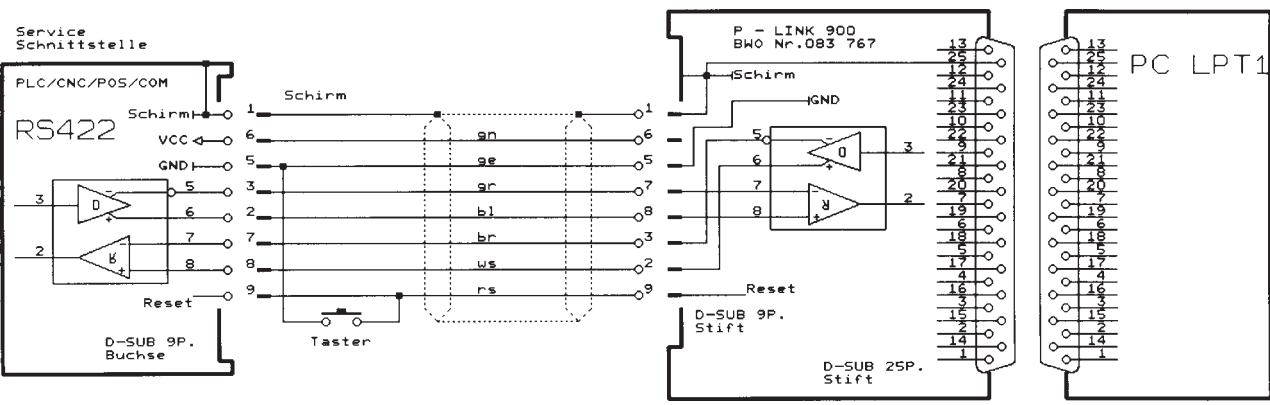 Service
Schnittstelle
PLC/CNC/POS/COM
RS422
Schirm
VCC
GND
3
D
-
+
5
6
2
R
-
+
7
8
Reset
D-SUB 9P.
Buchse
1
6
5
3
2
7
8
9
Schirm
gn
ge
gr
bl
br
ws
rs
Taster
1
6
5
7
8
3
2
9
P - LINK 900
BWO Nr.083 767
Schirm
GND
5
6
-
+
D
3
7
8
-
+
R
2
Reset
D-SUB 9P.
Stift
D-SUB 25P.
Stift
13
25
12
24
11
23
10
22
9
21
8
20
7
19
6
18
5
17
4
16
3
15
2
14
1
13
25
12
24
11
23
10
22
9
21
8
20
7
19
6
18
5
17
4
16
3
15
2
14
1
PC LPT1